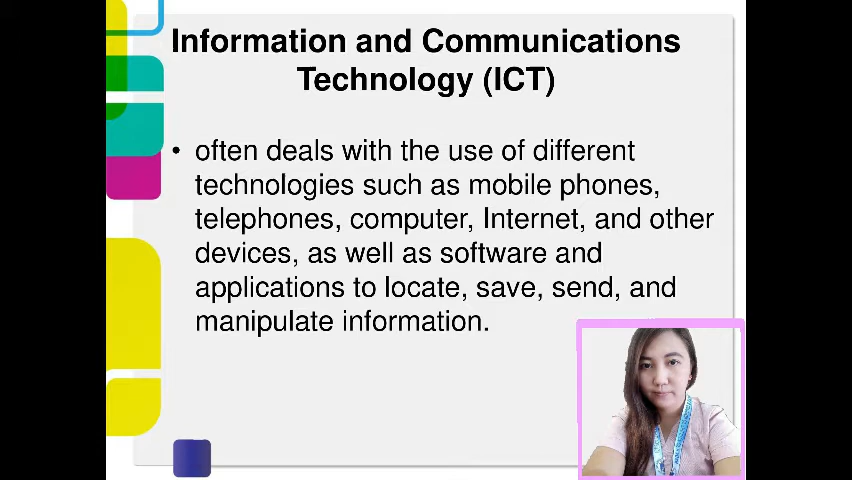 Information and Communications
Technology (ICT)
• often deals with the use of different
technologies such as mobile phones,
telephones, computer, Internet, and other
devices, as well as software and
applications to locate, save, send, and
manipulate information.